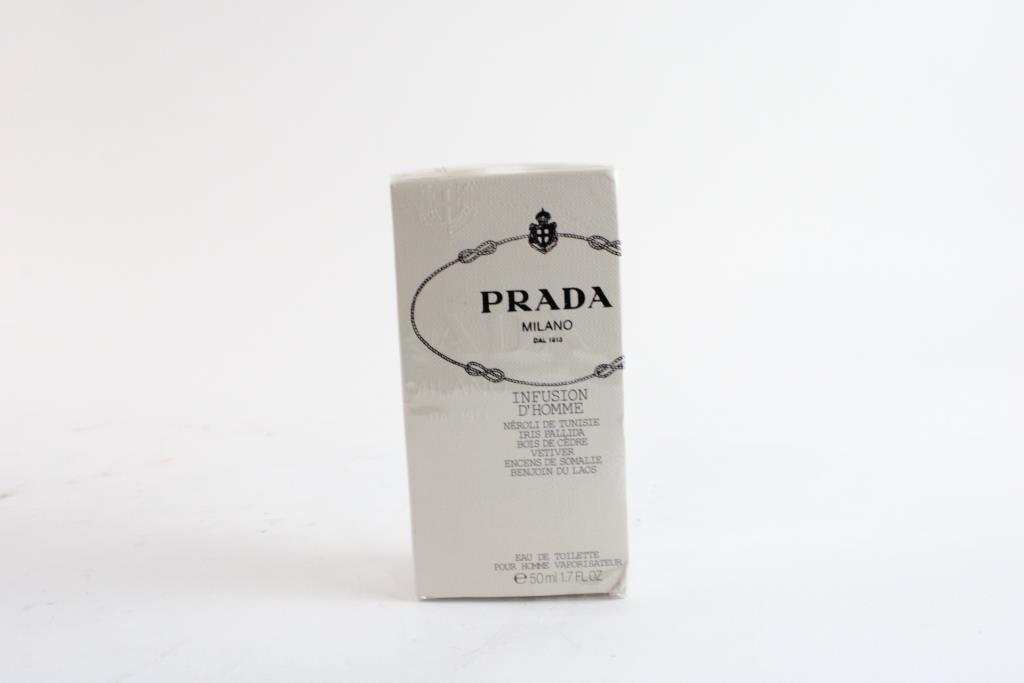 PRADA
MILANO
DAL 1913
INFUSION
D'HOMME
NÉROLI DE TUNISIE
IRIS PALLIDA
BOIS DE CÈDRE
VETIVER
ENCENS DE SOMALIE
BENJOIN DU LAOS
EAU DE TOILETTE
POUR HOMME VAPORISATEUR
℮ 50 ml 1.7 FL.OZ